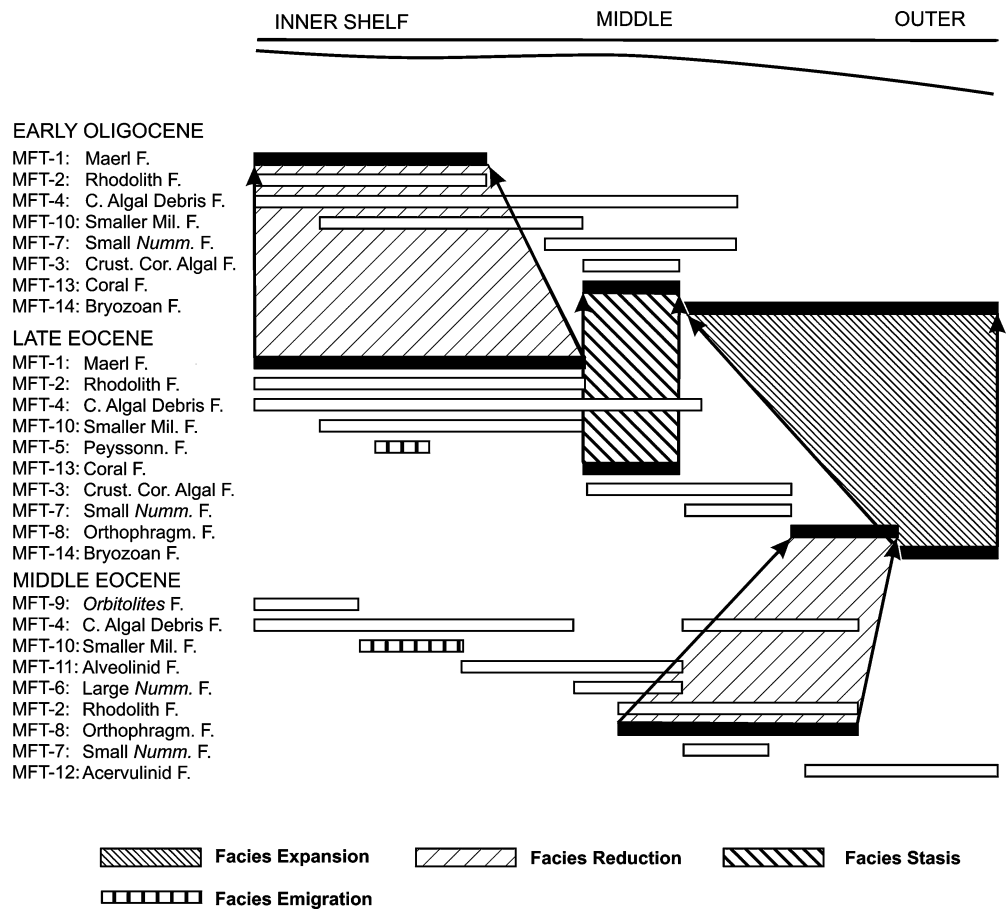 INNER SHELF MIDDLE OUTER
EARLY OLIGOCENE
MFT-1: Maerl F.
MFT-2: Rhodolith F.
MFT-4: C. Algal Debris F.
MFT-10: Smaller Mil. F.
MFT-7: Small Numm. F.
MFT-3: Crust. Cor. Algal F.
MFT-13: Coral F.
MFT-14: Bryozoan F.
LATE EOCENE
MFT-1: Maerl F.
MFT-2: Rhodolith F.
MFT-4: C. Algal Debris F.
MFT-10: Smaller Mil. F.
MFT-5: Peyssonn. F.
MFT-13: Coral F.
MFT-3: Crust. Cor. Algal F.
MFT-7: Small Numm. F.
MFT-8: Orthophragm. F.
MFT-14: Bryozoan F.
MIDDLE EOCENE
MFT-9: Orbitolites F.
MFT-4: C. Algal Debris F.
MFT-10: Smaller Mil. F.
MFT-11: Alveolinid F.
MFT-6: Large Numm. F.
MFT-2: Rhodolith F.
MFT-8: Orthophragm. F.
MFT-7: Small Numm. F.
MFT-12: Acervulinid F.
Facies Expansion Facies Reduction Facies Stasis
Facies Emigration